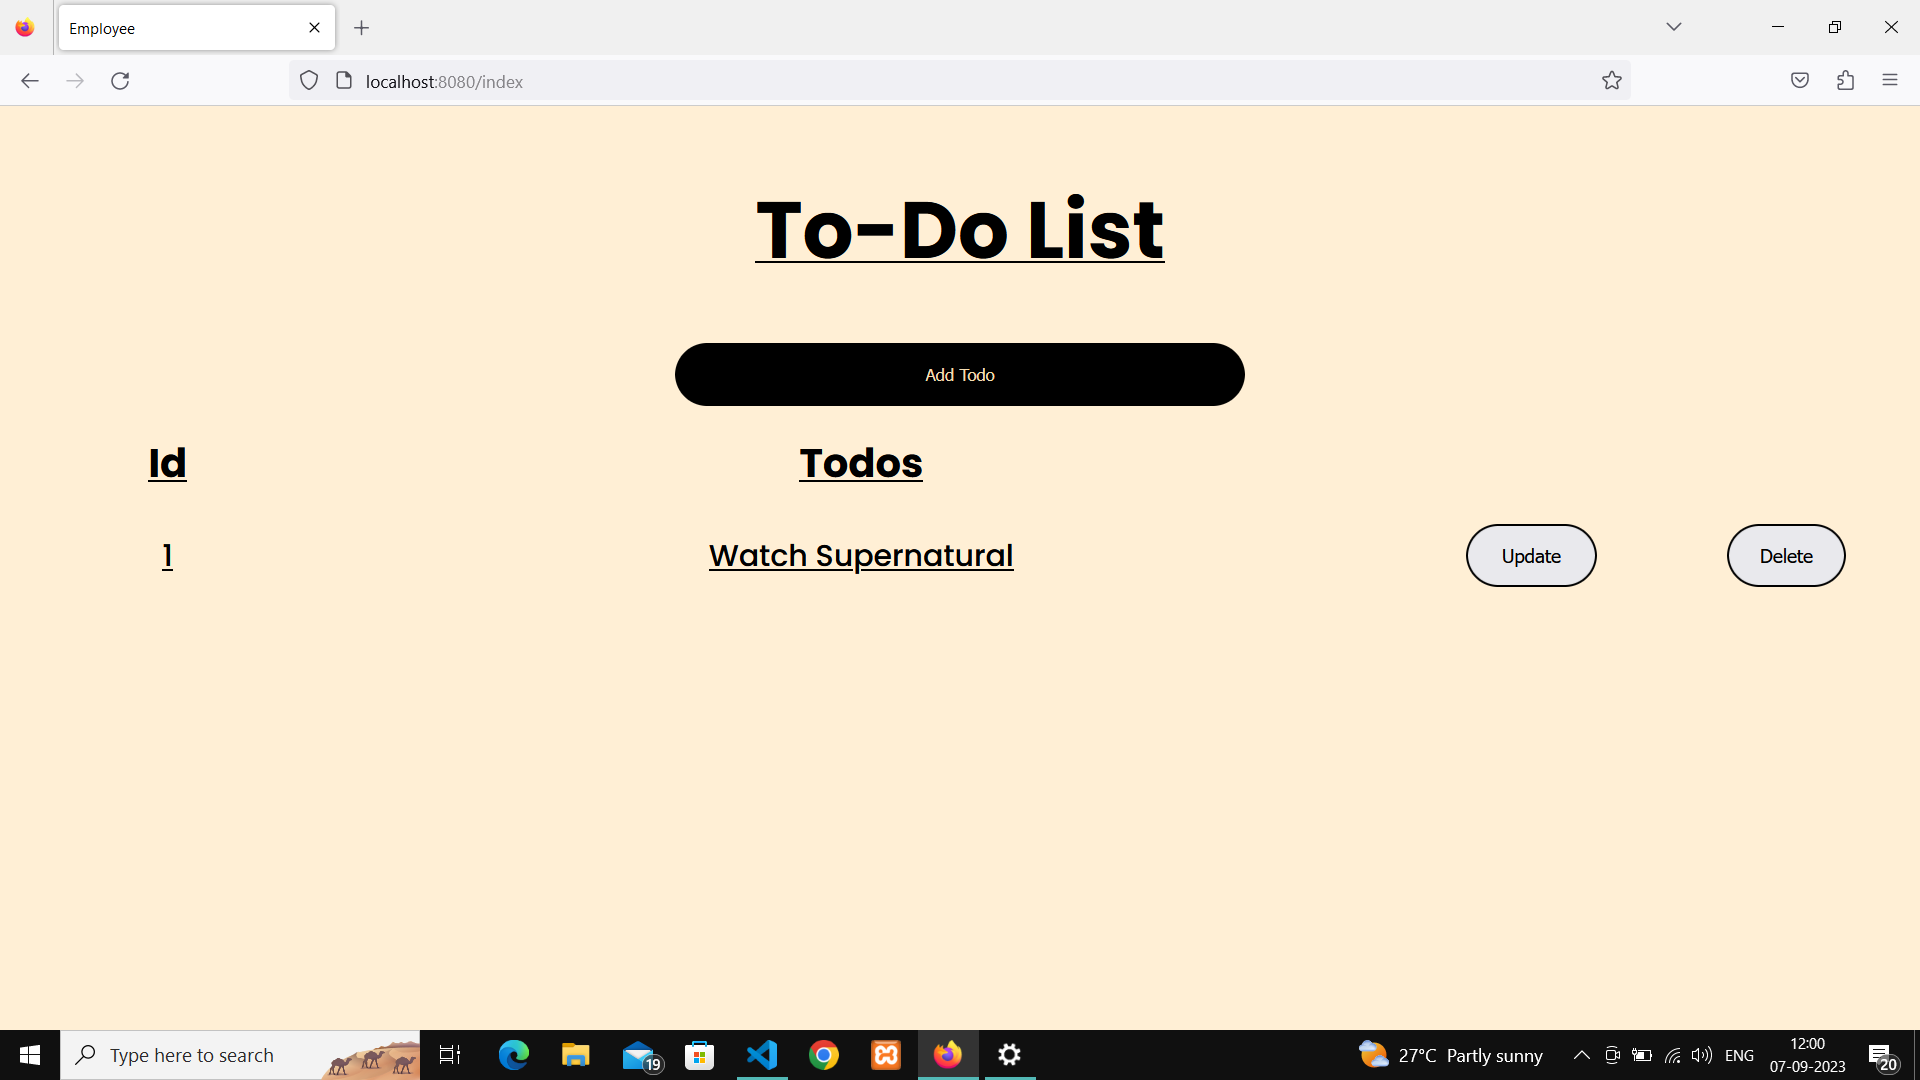 Employee
localhost:8080/index
To-Do List
Add Todo
Id Todos
1 Watch Supernatural Update Delete
Type here to search
19
27°C Partly sunny
ENG
12:00
07-09-2023
20